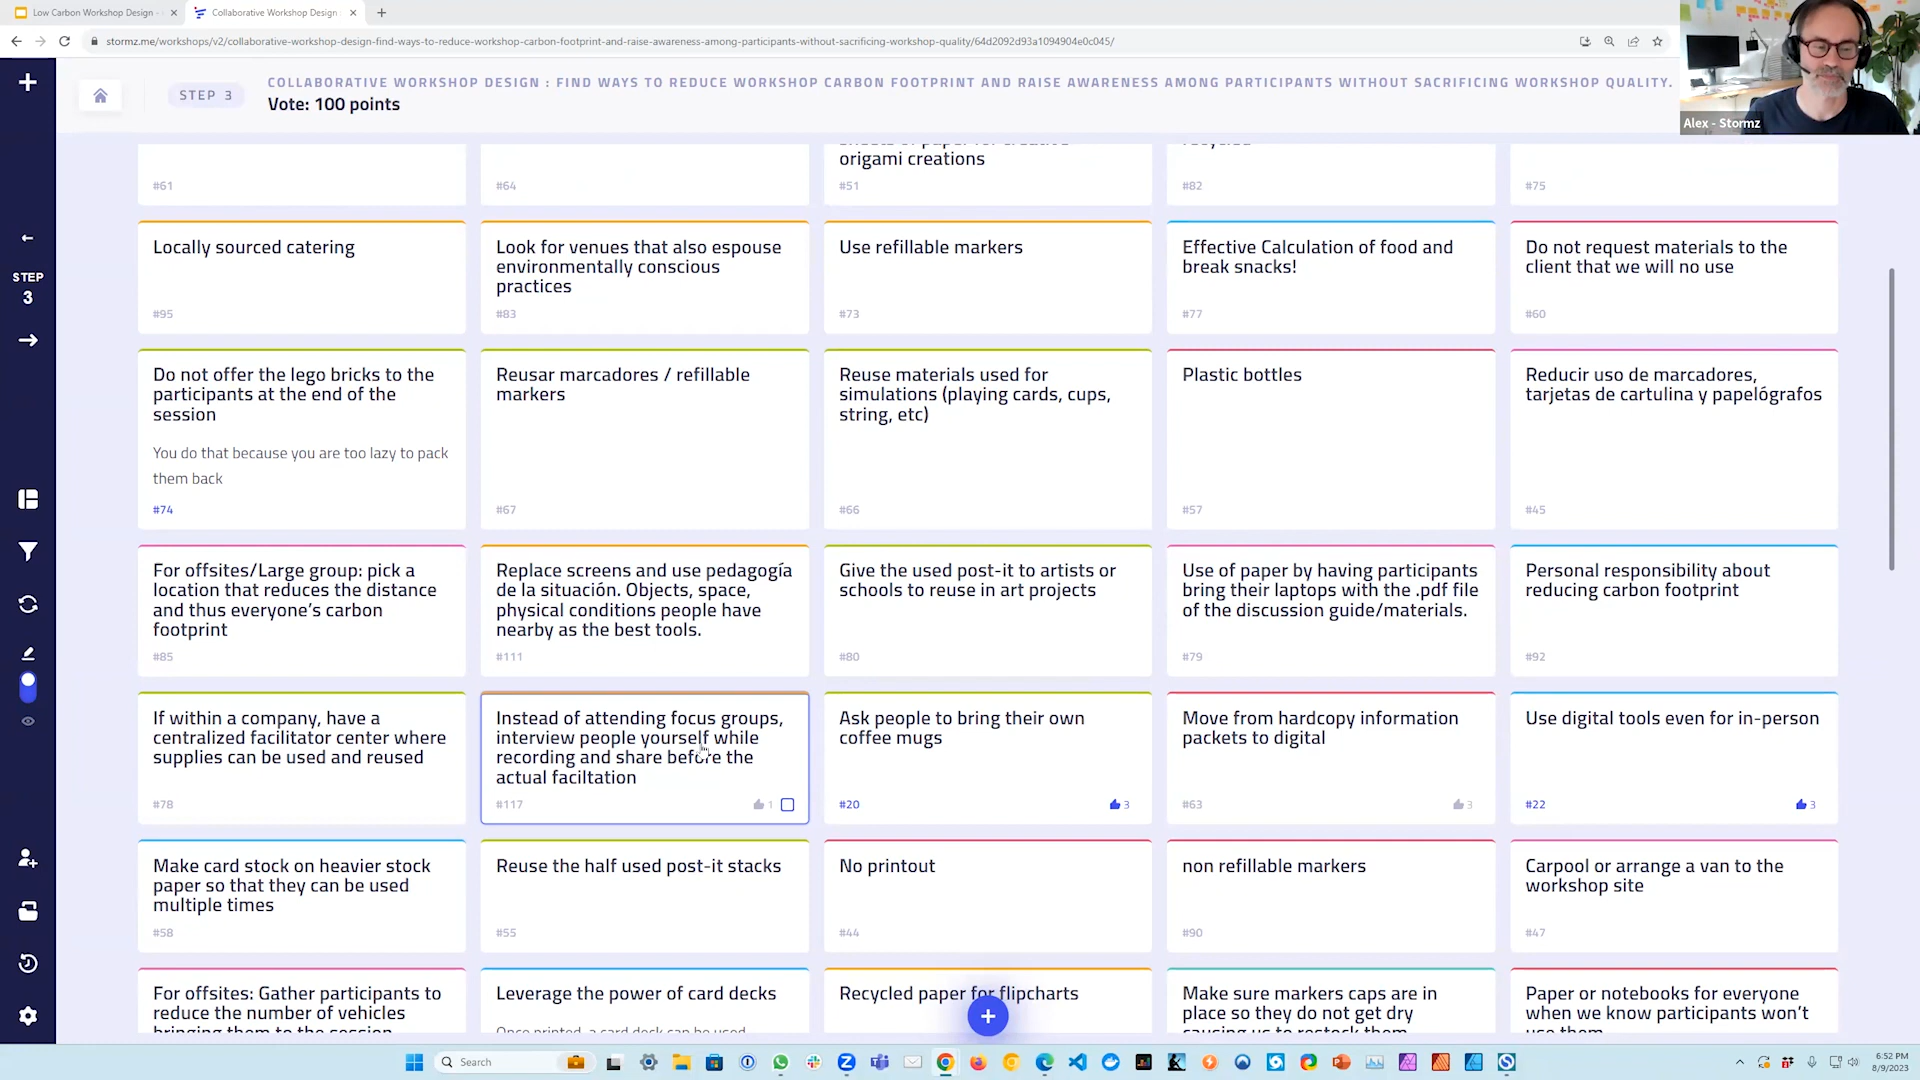 Low Carbon Workshop Design -
Collaborative Workshop Design
stormz.me/workshops/v2/collaborative-workshop-design-find-ways-to-reduce-workshop-carbon-footprint-and-raise-awareness-among-participants-without-sacrificing-workshop-quality/64d2092d93a1094904e0c045/
STEP 3
COLLABORATIVE WORKSHOP DESIGN : FIND WAYS TO REDUCE WORKSHOP CARBON FOOTPRINT AND RAISE AWARENESS AMONG PARTICIPANTS WITHOUT SACRIFICING WORKSHOP QUALITY.
Vote: 100 points
Alex - Stormz
STEP
3
#61
#64
origami creations
#51
#82
#75
Locally sourced catering
#95
Look for venues that also espouse
environmentally conscious
practices
#83
Use refillable markers
#73
Effective Calculation of food and
break snacks!
#77
Do not request materials to the
client that we will no use
#60
Do not offer the lego bricks to the
participants at the end of the
session
You do that because you are too lazy to pack
them back
#74
Reusar marcadores / refillable
markers
#67
Reuse materials used for
simulations (playing cards, cups,
string, etc)
#66
Plastic bottles
#57
Reducir uso de marcadores,
tarjetas de cartulina y papelógrafos
#45
For offsites/Large group: pick a
location that reduces the distance
and thus everyone's carbon
footprint
#85
Replace screens and use pedagogía
de la situación. Objects, space,
physical conditions people have
nearby as the best tools.
#111
Give the used post-it to artists or
schools to reuse in art projects
#80
Use of paper by having participants
bring their laptops with the .pdf file
of the discussion guide/materials.
#79
Personal responsibility about
reducing carbon footprint
#92
If within a company, have a
centralized facilitator center where
supplies can be used and reused
#78
Instead of attending focus groups,
interview people yourself while
recording and share before the
actual faciltation
#117
1
Ask people to bring their own
coffee mugs
#20
3
Move from hardcopy information
packets to digital
#63
3
Use digital tools even for in-person
#22
3
Make card stock on heavier stock
paper so that they can be used
multiple times
#58
Reuse the half used post-it stacks
#55
No printout
#44
non refillable markers
#90
Carpool or arrange a van to the
workshop site
#47
For offsites: Gather participants to
reduce the number of vehicles
bringing them to the session
Leverage the power of card decks
Once printed, a card deck can be used
Recycled paper for flipcharts
Make sure markers caps are in
place so they do not get dry
causing us to restock them
Paper or notebooks for everyone
when we know participants won't
use them
Search
6:52 PM
8/9/2023